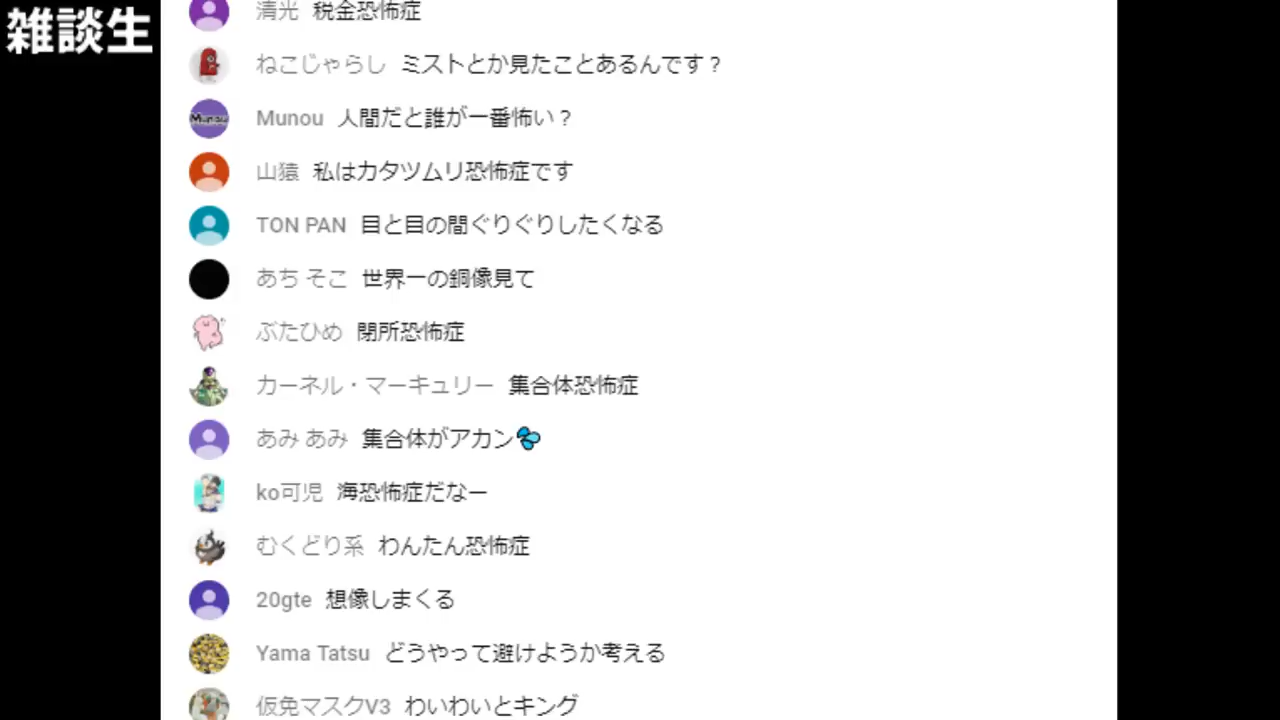 雑談生
清光 税金恐怖症
ねこじゃらし ミストとか見たことあるんです？
Munou Munou 人間だと誰が一番怖い？
山猿 私はカタツムリ恐怖症です
TON PAN 目と目の間ぐりぐりしたくなる
あち そこ 世界一の銅像見て
ぶたひめ 閉所恐怖症
カーネル・マーキュリー 集合体恐怖症
あみ あみ 集合体がアカン💦
ko可児 海恐怖症だなー
むくどり系 わんたん恐怖症
20gte 想像しまくる
Yama Tatsu どうやって避けようか考える
仮免マスクV3 わいわいとキング